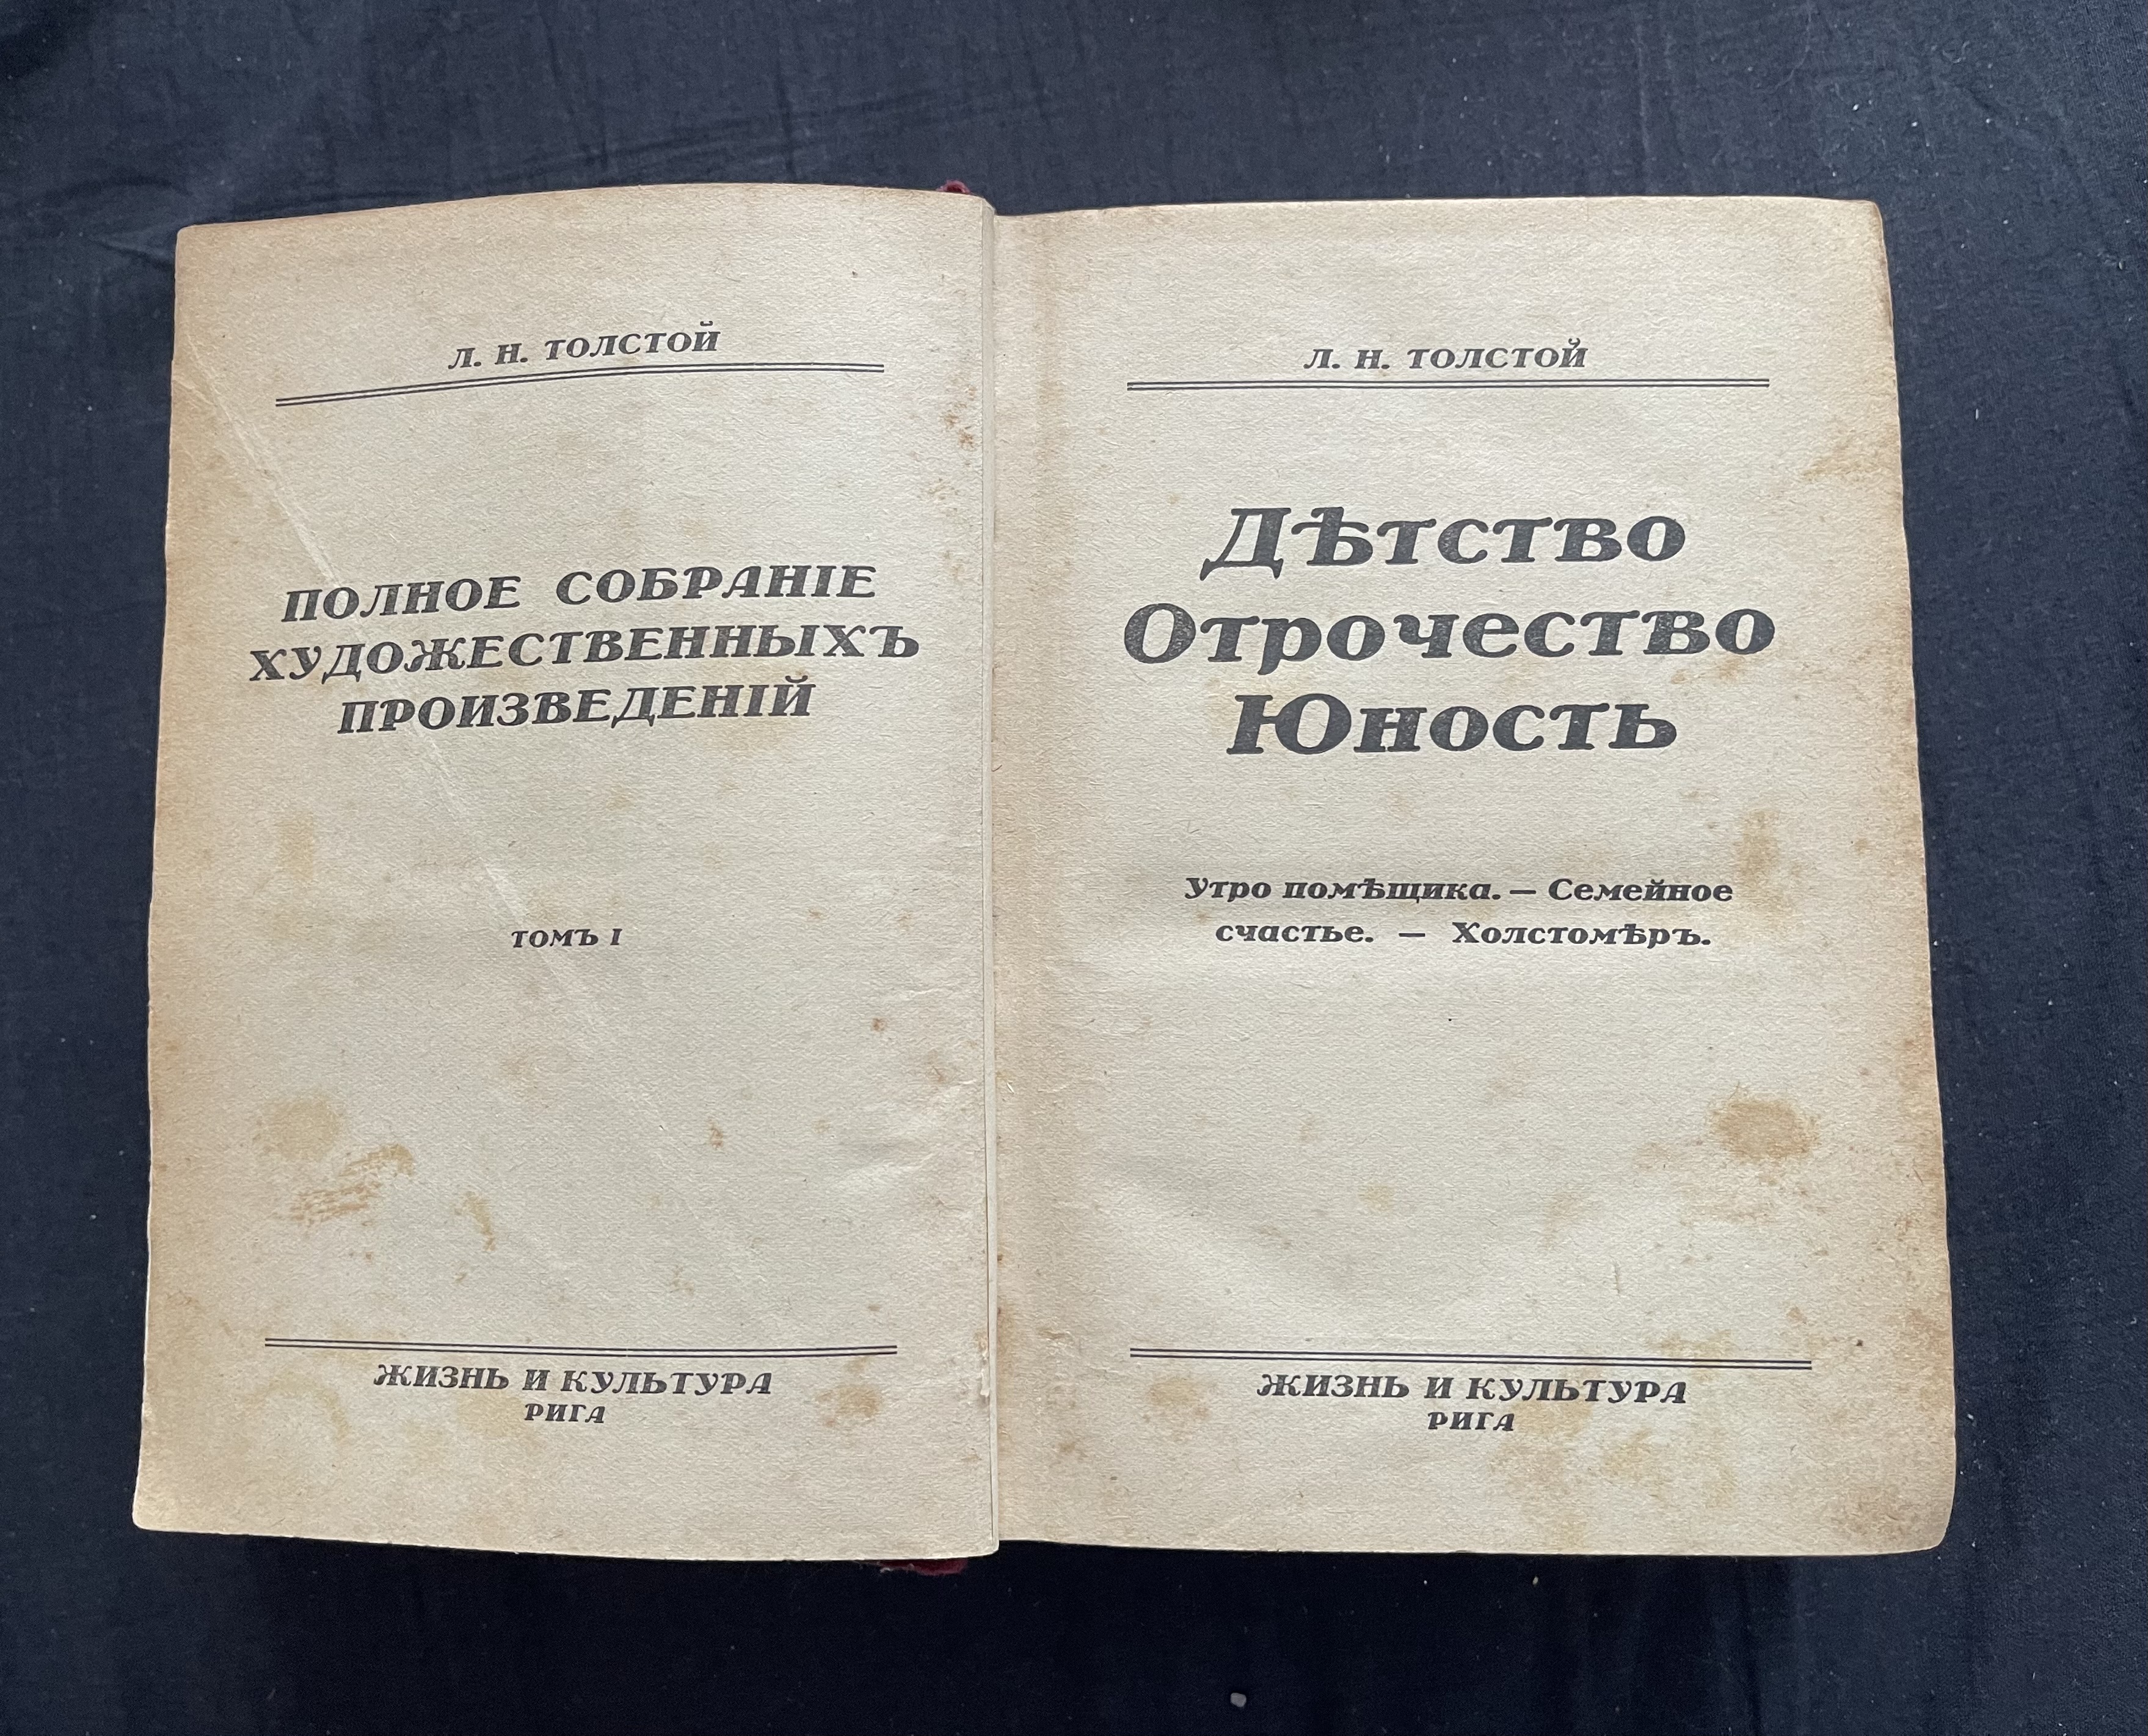 Л. Н. ТОЛСТОЙ
ПОЛНОЕ СОБРАНІЕ
ХУДОЖЕСТВЕННЫХЪ
ПРОИЗВЕДЕНІЙ
ТОМЪ I
ЖИЗНЬ И КУЛЬТУРА
РИГА
Л. Н. ТОЛСТОЙ
Дѣтство
Отрочество
Юность
Утро помѣщика. — Семейное
счастье. — Холстомѣръ.
ЖИЗНЬ И КУЛЬТУРА
РИГА